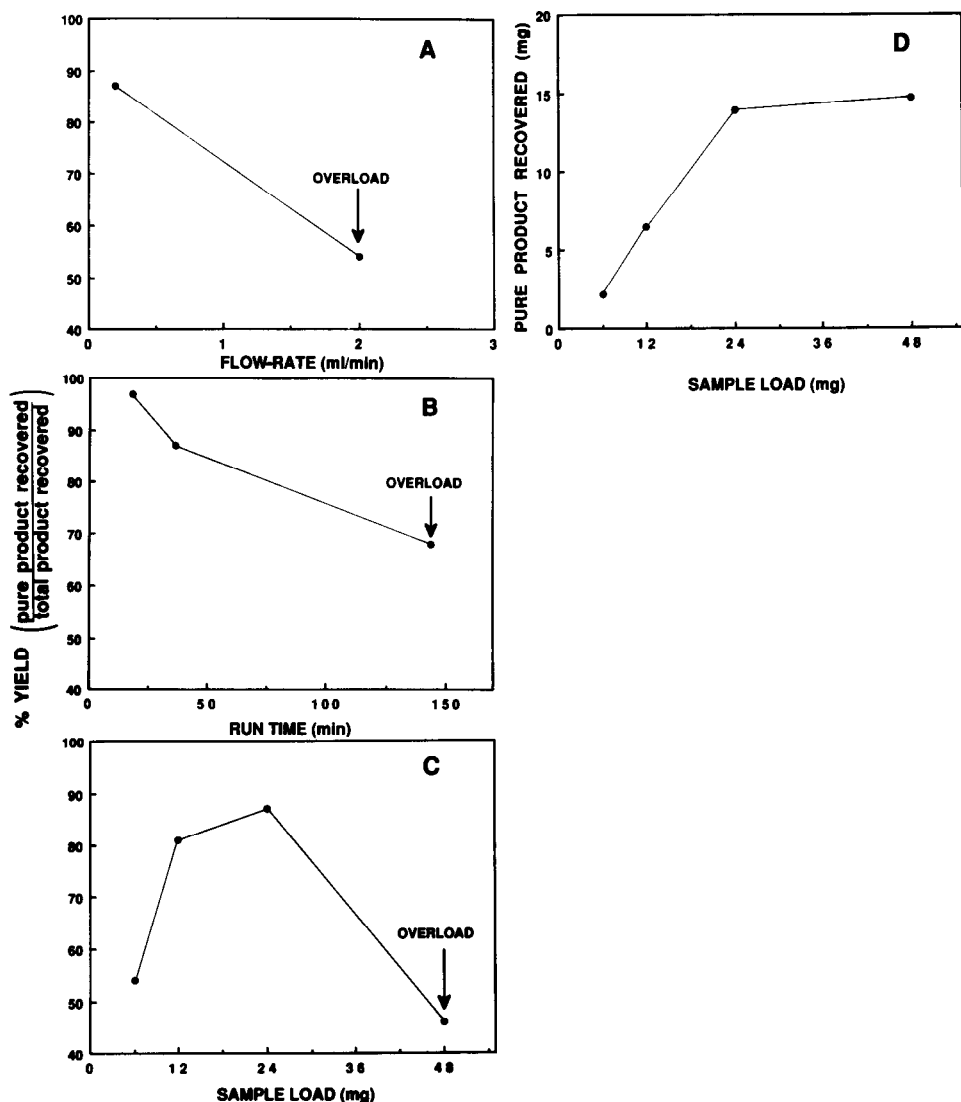 % YIELD (pure product recovered / total product recovered)
A
100
90
80
70
60
50
40
OVERLOAD
0 1 2 3
FLOW-RATE (ml/min)
B
100
90
80
70
60
50
40
OVERLOAD
0 50 100 150
RUN TIME (min)
C
100
90
80
70
60
50
40
OVERLOAD
0 12 24 36 48
SAMPLE LOAD (mg)
D
PURE PRODUCT RECOVERED (mg)
20
15
10
5
0
0 12 24 36 48
SAMPLE LOAD (mg)